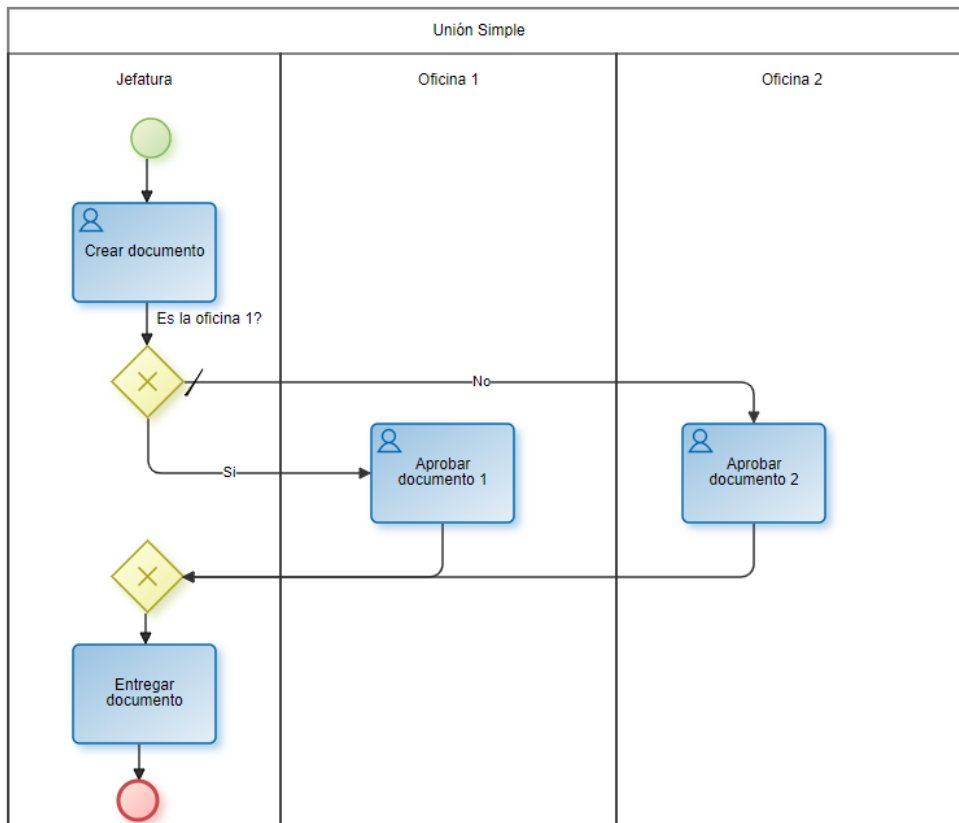 Unión Simple
Jefatura
Oficina 1
Oficina 2
Crear documento
Es la oficina 1?
No
Si
Aprobar
documento 1
Aprobar
documento 2
Entregar
documento